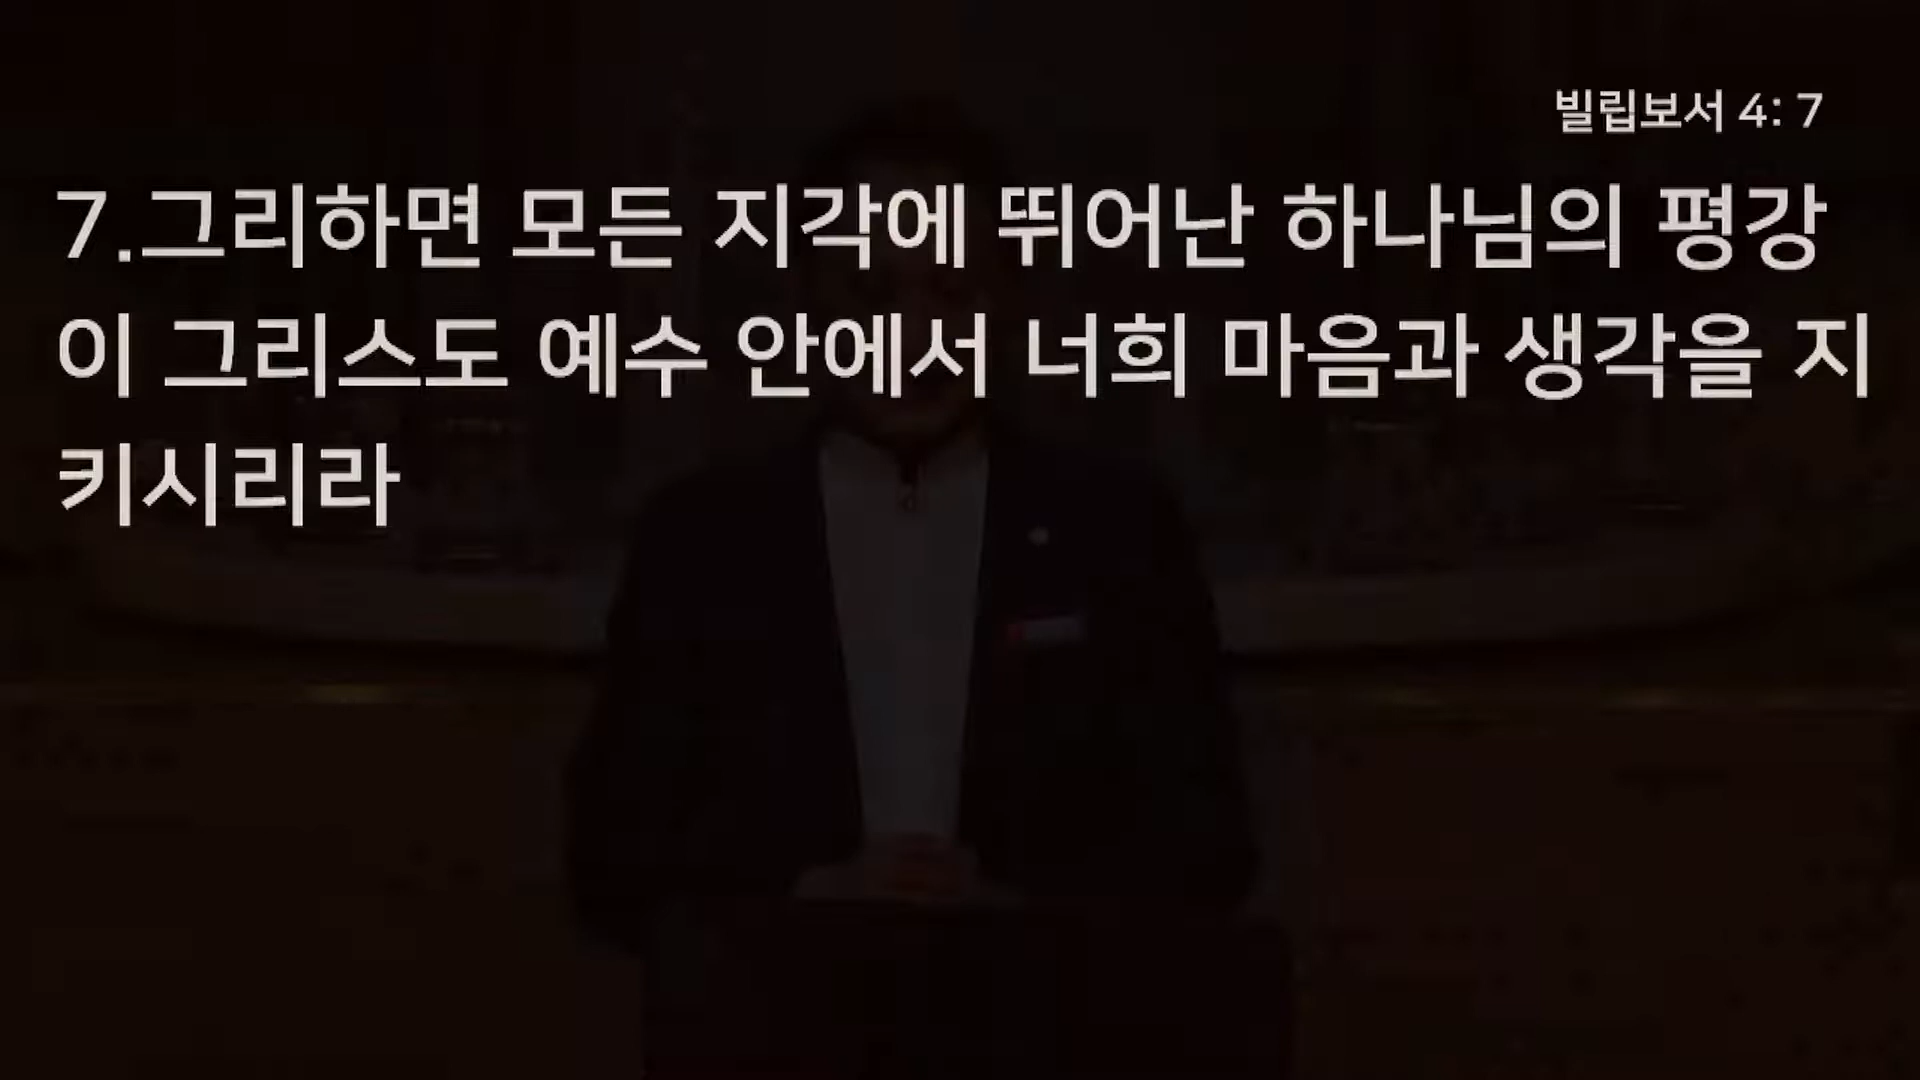 빌립보서 4: 7
7.그리하면 모든 지각에 뛰어난 하나님의 평강
이 그리스도 예수 안에서 너희 마음과 생각을 지
키시리라